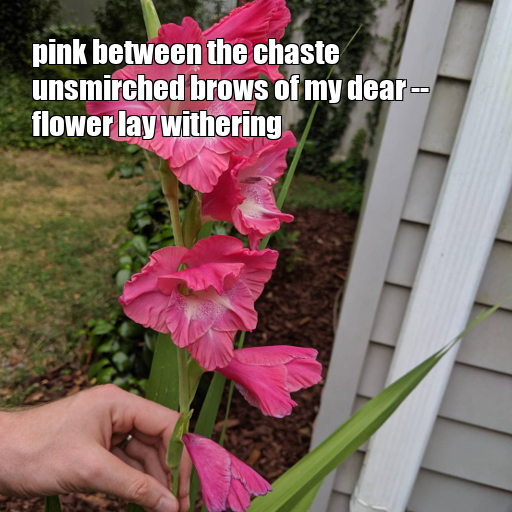 pink between the chaste
unsmirched brows of my dear --
flower lay withering